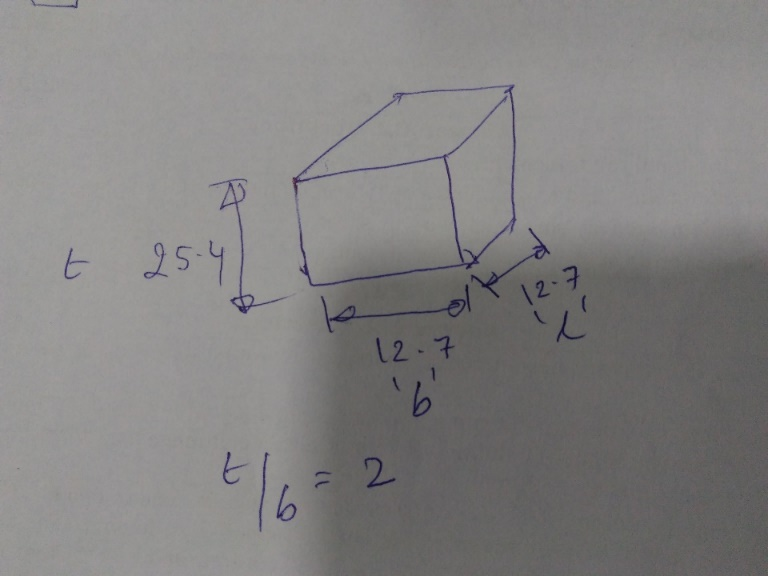 t 25.4
12.7
'l'
12.7
'b'
t/b = 2